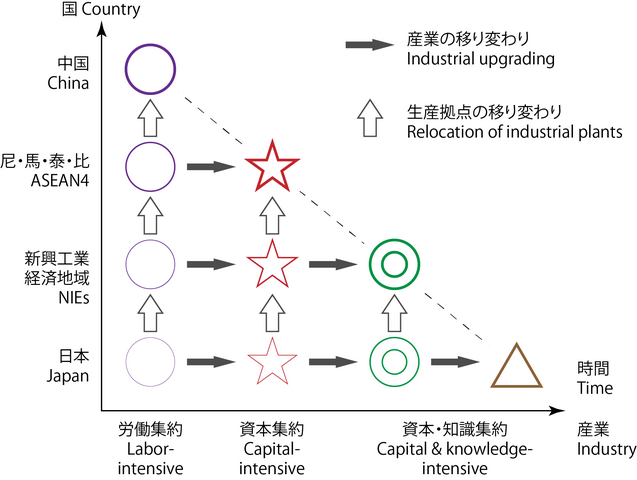 国 Country
産業の移り変わり
Industrial upgrading
生産拠点の移り変わり
Relocation of industrial plants
中国
China
尼・馬・泰・比
ASEAN4
新興工業
経済地域
NIEs
日本
Japan
時間
Time
労働集約
Labor-
intensive
資本集約
Capital-
intensive
資本・知識集約
Capital & knowledge-
intensive
産業
Industry